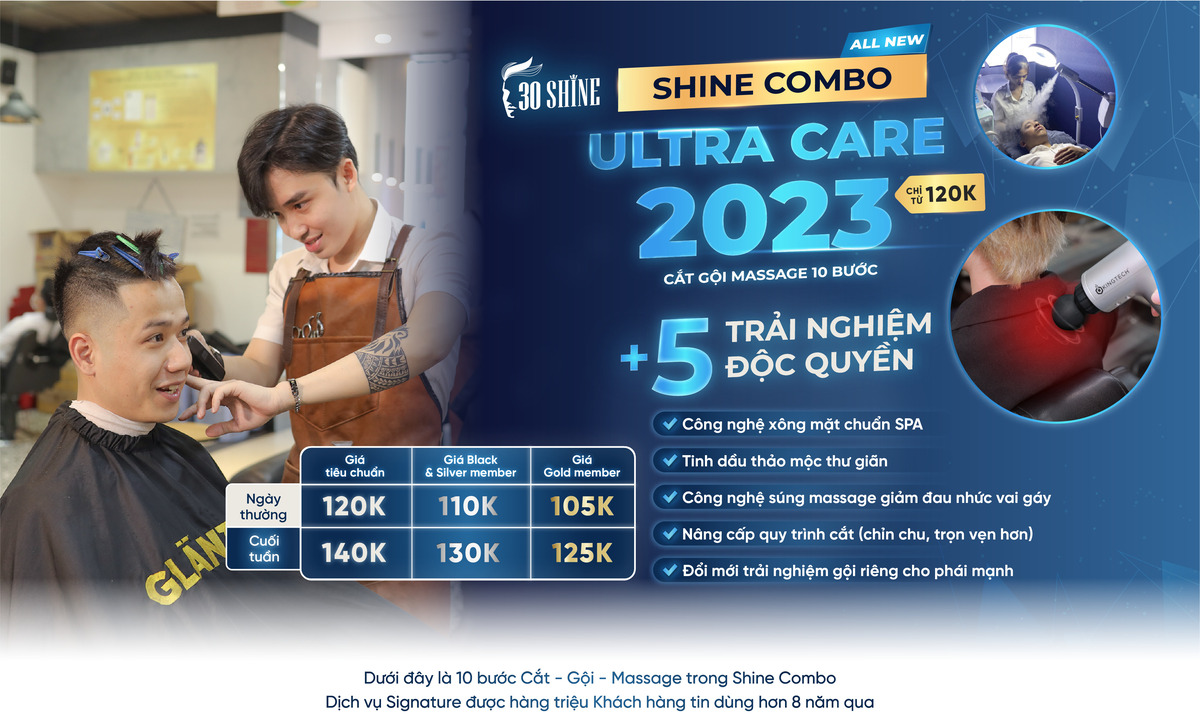 ALL NEW
30 SHINE
SHINE COMBO
ULTRA CARE
2023
CHỈ TỪ 120K
CẮT GỘI MASSAGE 10 BƯỚC
+5 TRẢI NGHIỆM
ĐỘC QUYỀN
KINGTECH
Công nghệ xông mặt chuẩn SPA
Tinh dầu thảo mộc thư giãn
Công nghệ súng massage giảm đau nhức vai gáy
Nâng cấp quy trình cắt (chỉn chu, trọn vẹn hơn)
Đổi mới trải nghiệm gội riêng cho phái mạnh
Giá tiêu chuẩn
Giá Black & Silver member
Giá Gold member
Ngày thường 120K 110K 105K
Cuối tuần 140K 130K 125K
Dưới đây là 10 bước Cắt - Gội - Massage trong Shine Combo
Dịch vụ Signature được hàng triệu Khách hàng tin dùng hơn 8 năm qua